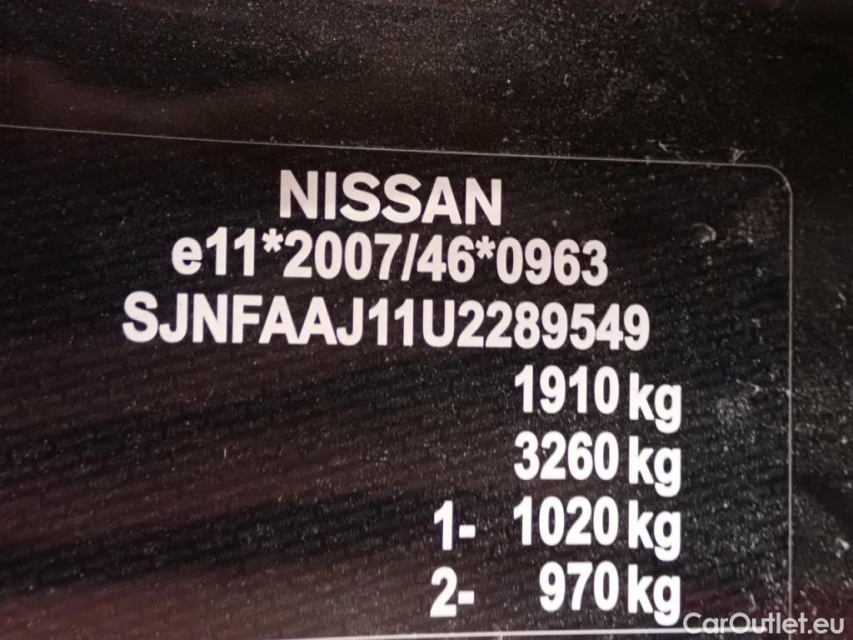 NISSAN
e11*2007/46*0963
SJNFAAJ11U2289549
1910 kg
3260 kg
1- 1020 kg
2- 970 kg
CarOutlet.eu